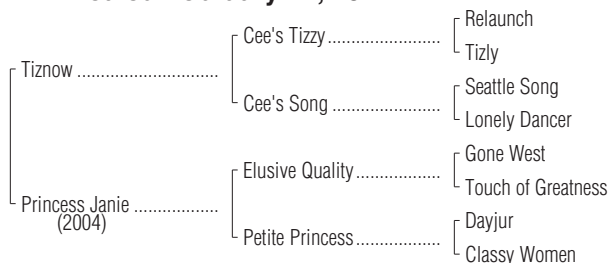 Relaunch
Cee's Tizzy ........................
Tizly
Tiznow ........................................
Seattle Song
Cee's Song ..............................
Lonely Dancer
Gone West
Elusive Quality .......................
Touch of Greatness
Princess Janie ........................
(2004)
Dayjur
Petite Princess ........................
Classy Women